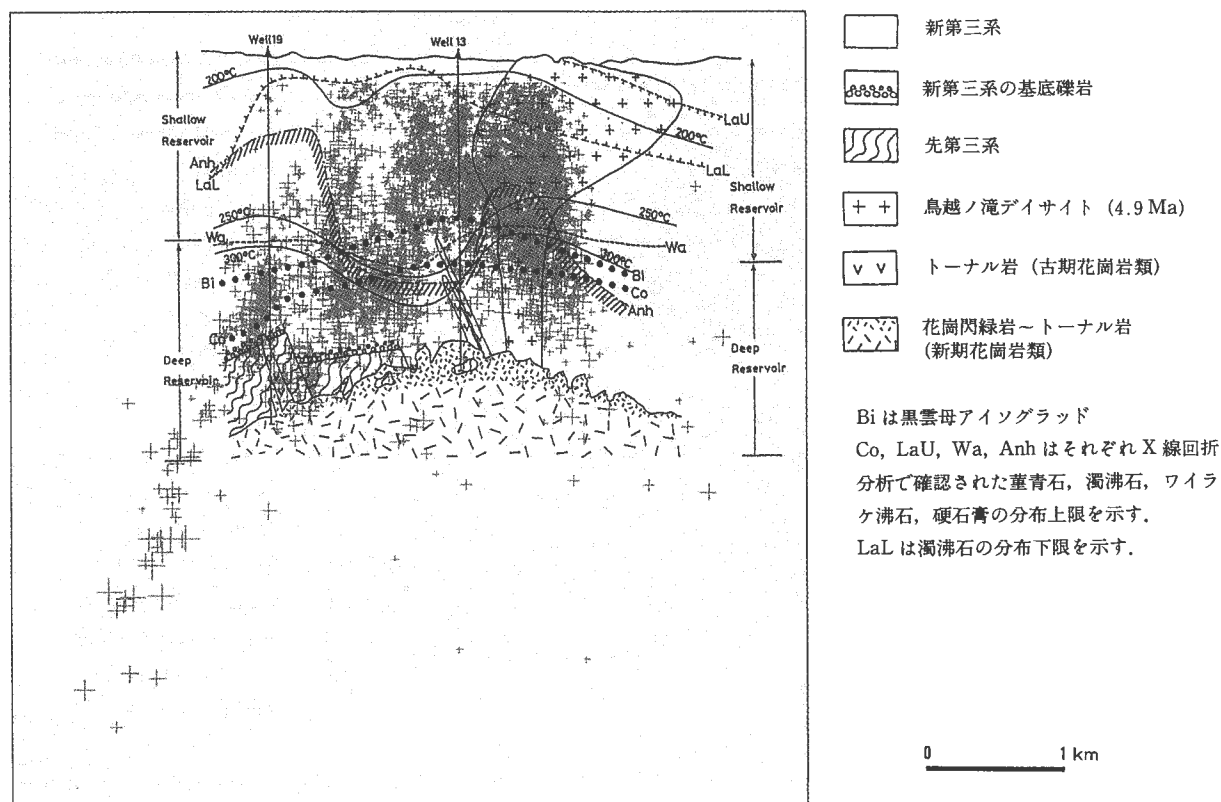 Well 19
Well 13
200°C
Shallow
Reservoir
Anh
LaL
250°C
Wa
300°C
Bi
Co
Deep
Reservoir
LaU
200°C
LaL
Shallow
Reservoir
250°C
Wa
300°C
Bi
Co
Anh
Deep
Reservoir
新第三系
新第三系の基底礫岩
先第三系
鳥越ノ滝デイサイト (4.9 Ma)
トーナル岩 (古期花崗岩類)
花崗閃緑岩~トーナル岩
(新期花崗岩類)
Bi は黒雲母アイソグラッド
Co, LaU, Wa, Anh はそれぞれ X 線回折
分析で確認された菫青石, 濁沸石, ワイラ
ケ沸石, 硬石膏の分布上限を示す.
LaL は濁沸石の分布下限を示す.
0 1 km